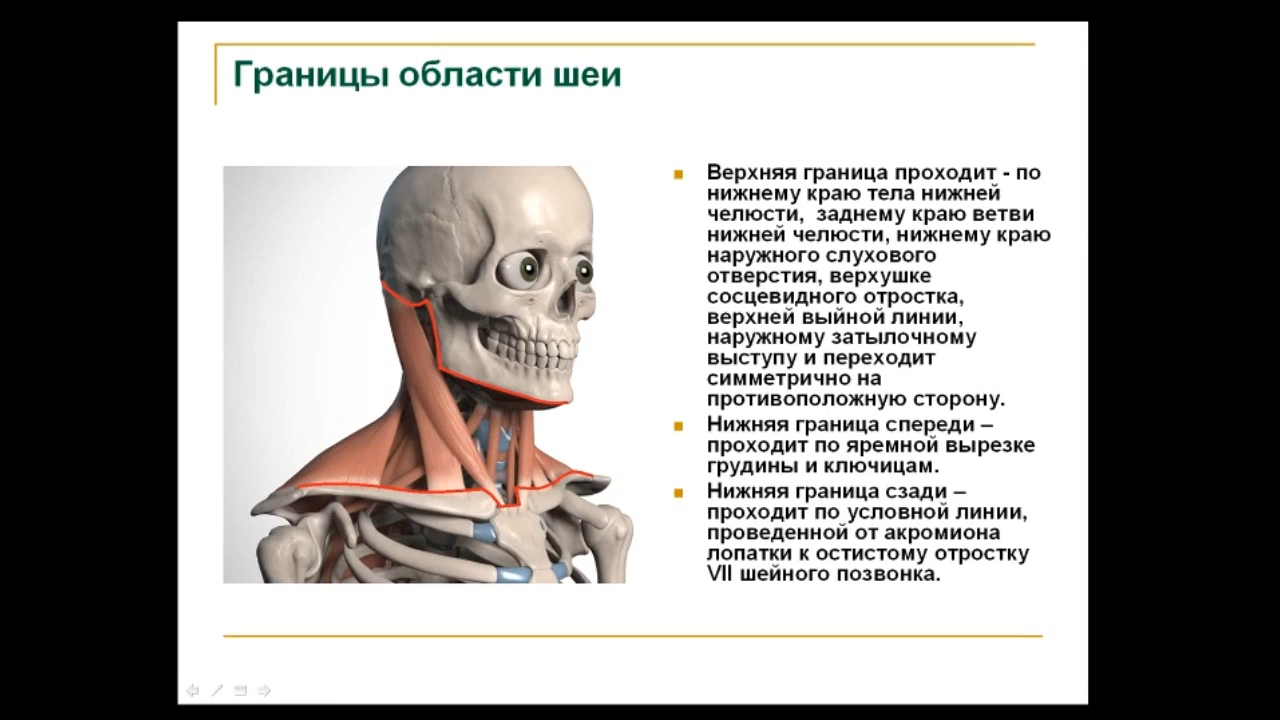 Границы области шеи
Верхняя граница проходит - по
нижнему краю тела нижней
челюсти,  заднему краю ветви
нижней челюсти, нижнему краю
наружного слухового
отверстия, верхушке
сосцевидного отростка,
верхней выйной линии,
наружному затылочному
выступу и переходит
симметрично на
противоположную сторону.
Нижняя граница спереди –
проходит по яремной вырезке
грудины и ключицам.
Нижняя граница сзади –
проходит по условной линии,
проведенной от акромиона
лопатки к остистому отростку
VII шейного позвонка.